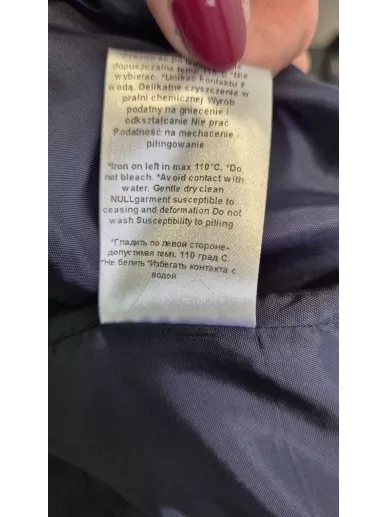 dopuszczalna temp 110°C *Nie
wybielać. *Unikać kontaktu z
wodą. Delikatne czyszczenie w
pralni chemicznej Wyrób
podatny na gniecenie i
odkształcanie Nie prać
Podatność na mechacenie i
pilingowanie
*Iron on left in max 110°C. *Do
not bleach. *Avoid contact with
water. Gentle dry clean
NULLgarment susceptible to
ceasing and deformation Do not
wash Susceptibility to pilling
*Гладить по левой стороне-
допустимая темп. 110 град С.
*Не белить *Избегать контакта с
водой